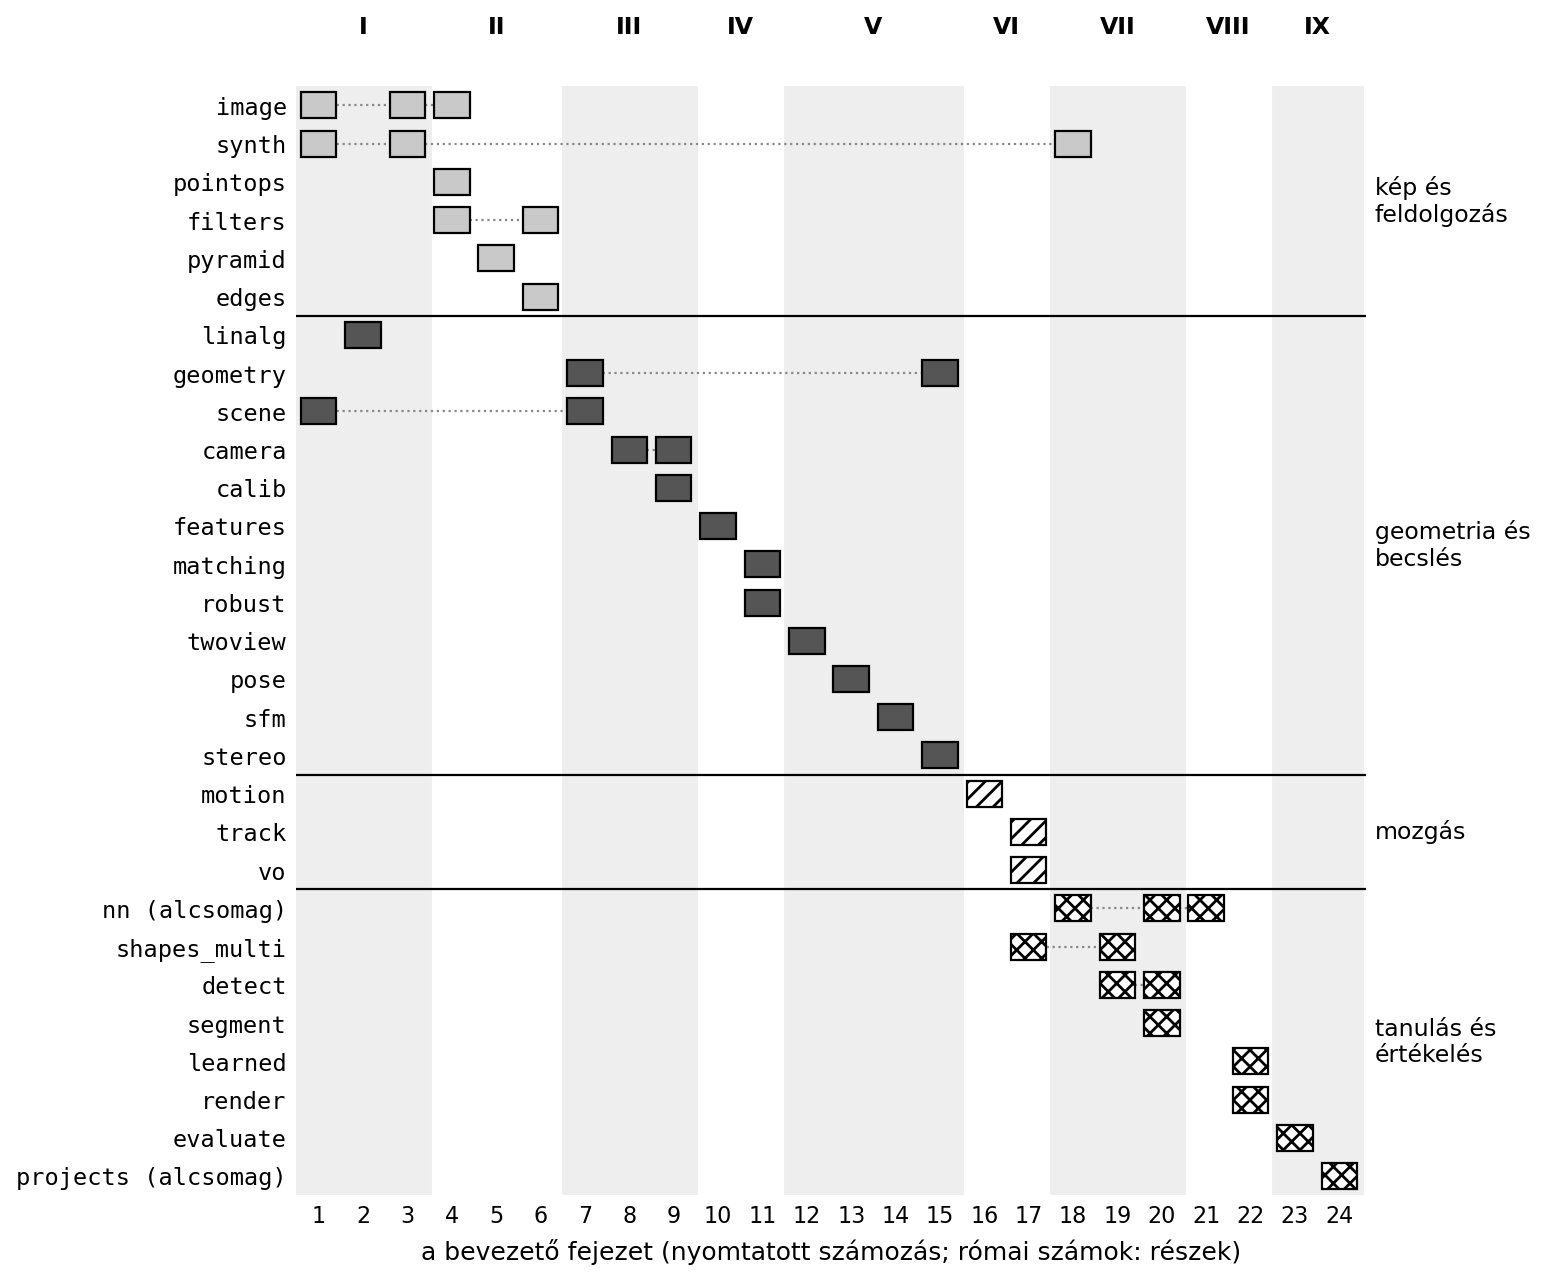 I II III IV V VI VII VIII IX
image
synth
pointops
filters
pyramid
edges
kép és
feldolgozás
linalg
geometry
scene
camera
calib
features
matching
robust
twoview
pose
sfm
stereo
geometria és
becslés
motion
track
vo
mozgás
nn (alcsomag)
shapes_multi
detect
segment
learned
render
evaluate
projects (alcsomag)
tanulás és
értékelés
1 2 3 4 5 6 7 8 9 10 11 12 13 14 15 16 17 18 19 20 21 22 23 24
a bevezető fejezet (nyomtatott számozás; római számok: részek)